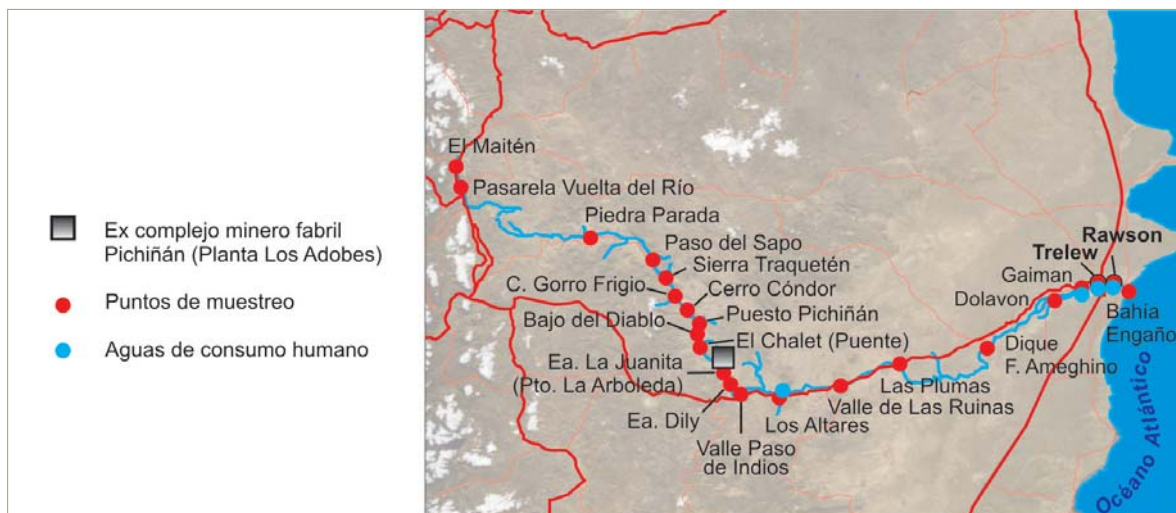 Ex complejo minero fabril
Pichiñán (Planta Los Adobes)
Puntos de muestreo
Aguas de consumo humano
El Maitén
Pasarela Vuelta del Río
Piedra Parada
Paso del Sapo
Sierra Traquetén
C. Gorro Frigio
Cerro Cóndor
Puesto Pichiñán
Bajo del Diablo
El Chalet (Puente)
Ea. La Juanita
(Pto. La Arboleda)
Ea. Dily
Valle Paso
de Indios
Los Altares
Valle de Las Ruinas
Las Plumas
Dique
F. Ameghino
Dolavon
Gaiman
Trelew
Rawson
Bahía
Engaño
Océano Atlántico